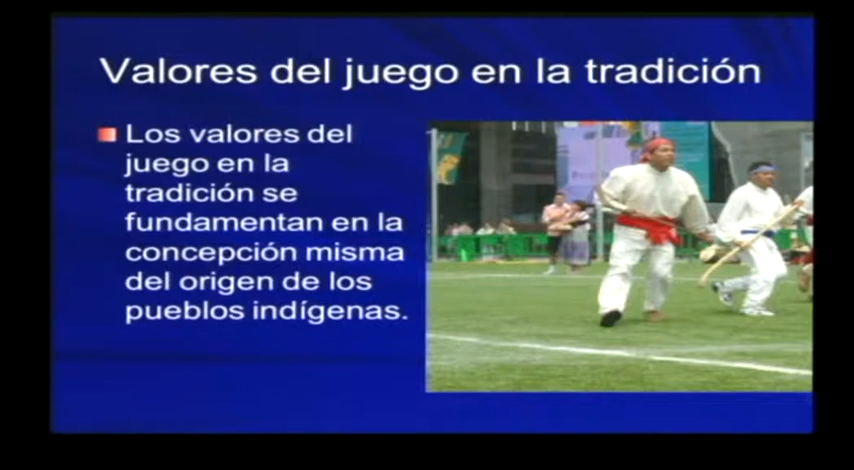 Valores del juego en la tradición
Los valores del
juego en la
tradición se
fundamentan en la
concepción misma
del origen de los
pueblos indígenas.